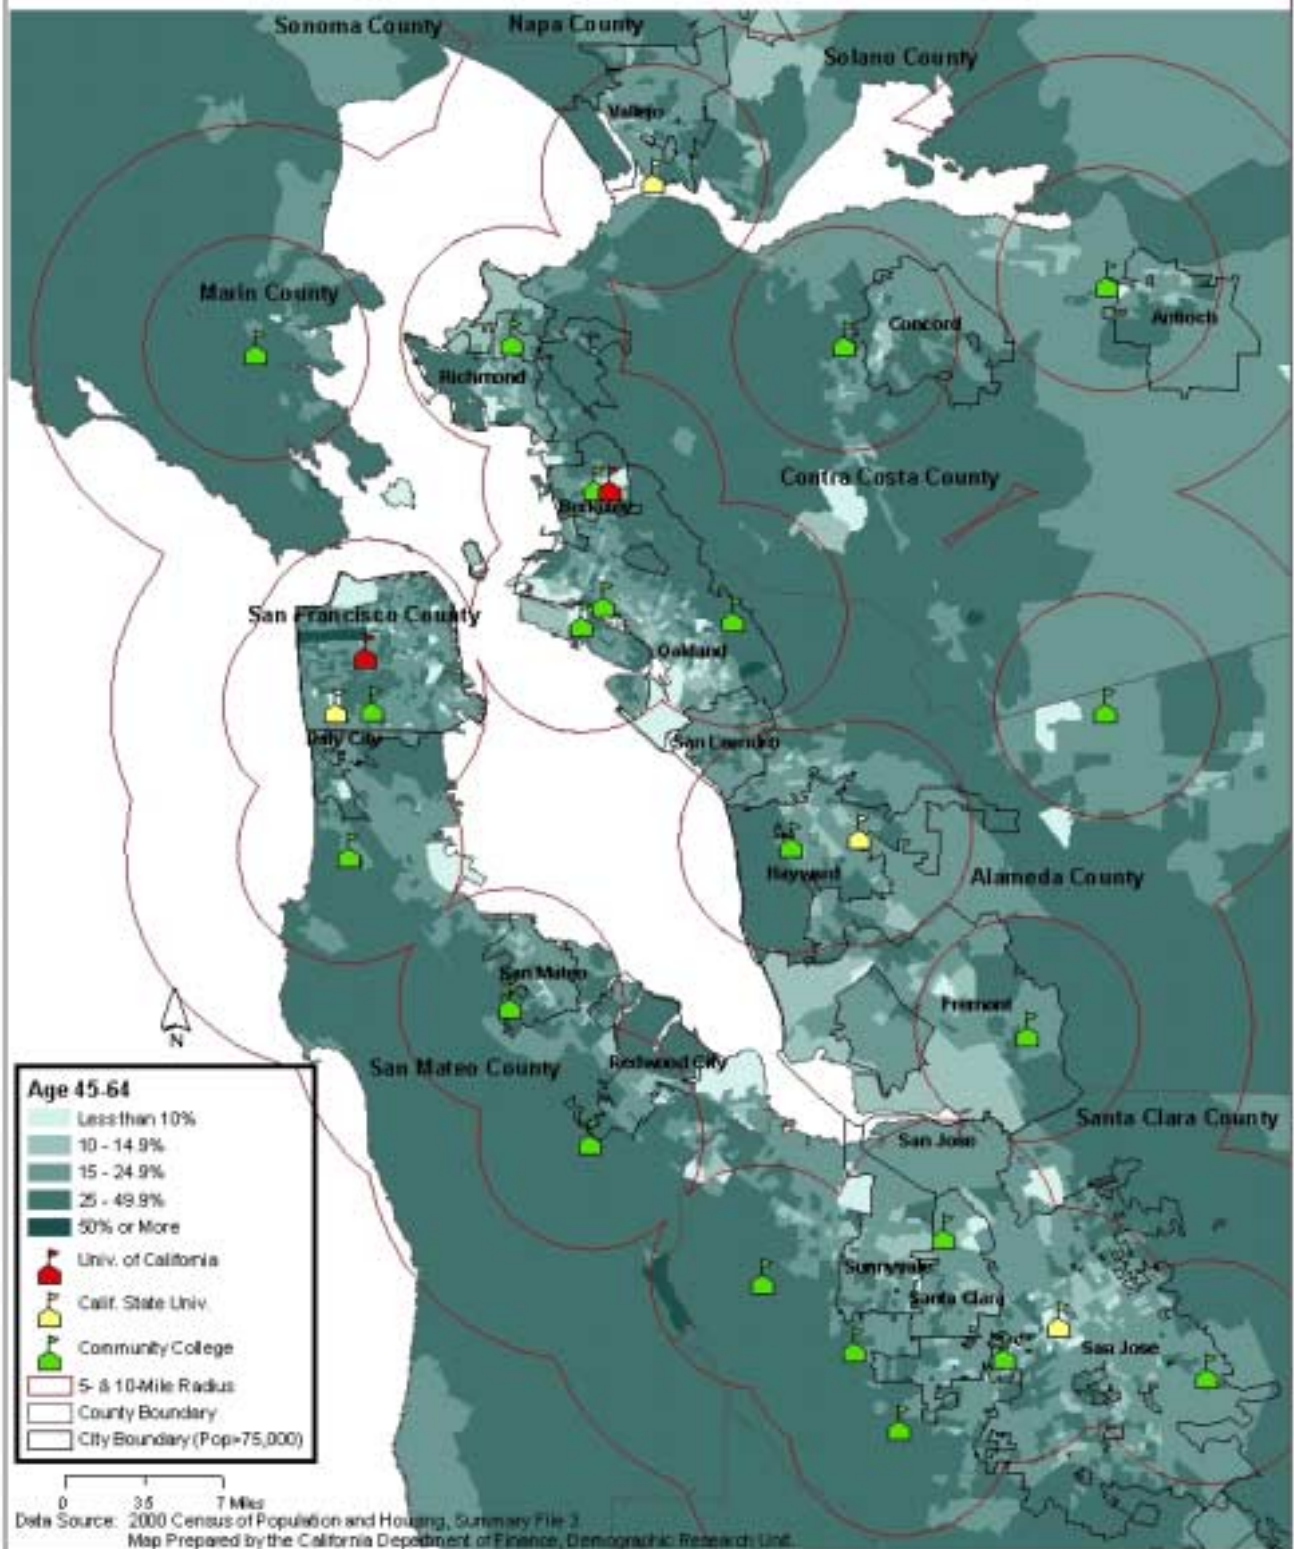 Sonoma County
Napa County
Solano County
Vallejo
Marin County
Concord
Antioch
Richmond
Contra Costa County
Berkeley
San Francisco County
Oakland
Daly City
San Leandro
Hayward
Alameda County
San Mateo
Fremont
San Mateo County
Redwood City
Santa Clara County
San Jose
Sunnyvale
Santa Clara
San Jose
N
Age 45-64
Less than 10%
10 - 14.9%
15 - 24.9%
25 - 49.9%
50% or More
Univ. of California
Calif. State Univ.
Community College
5- & 10-Mile Radius
County Boundary
City Boundary (Pop>75,000)
0 3.5 7 Miles
Data Source: 2000 Census of Population and Housing, Summary File 3
Map Prepared by the California Department of Finance, Demographic Research Unit.